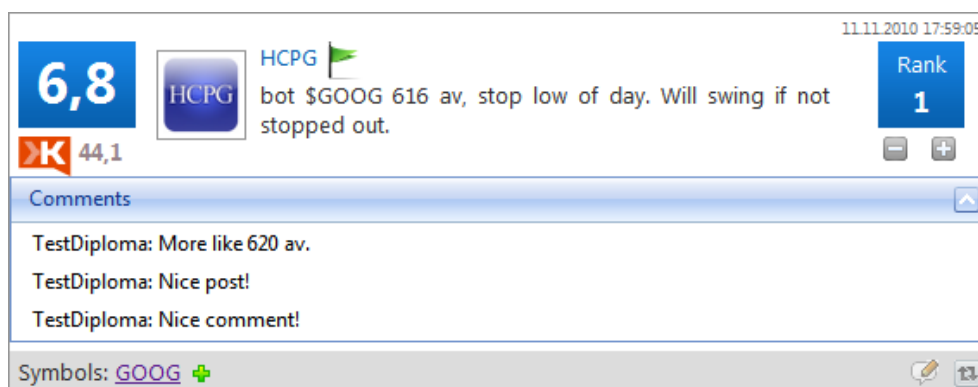 11.11.2010 17:59:05
6,8
HCPG
HCPG
Rank
1
bot $GOOG 616 av, stop low of day. Will swing if not
stopped out.
K 44,1
Comments
TestDiploma: More like 620 av.
TestDiploma: Nice post!
TestDiploma: Nice comment!
Symbols: GOOG